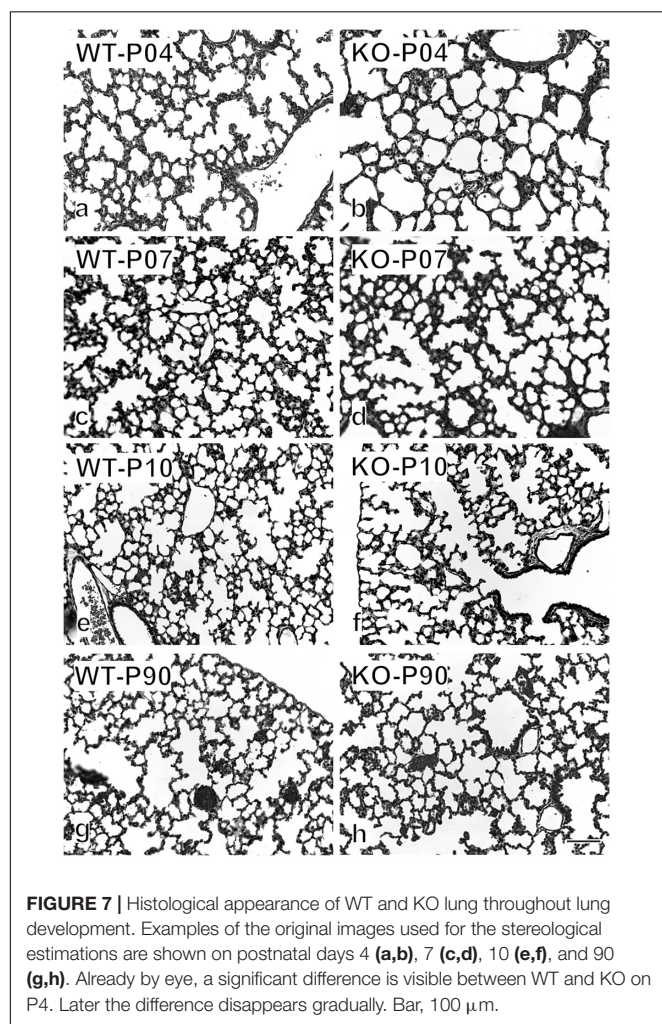 WT-P04 KO-P04
a b
WT-P07 KO-P07
c d
WT-P10 KO-P10
e f
WT-P90 KO-P90
g h
FIGURE 7 | Histological appearance of WT and KO lung throughout lung
development. Examples of the original images used for the stereological
estimations are shown on postnatal days 4 (a,b), 7 (c,d), 10 (e,f), and 90
(g,h). Already by eye, a significant difference is visible between WT and KO on
P4. Later the difference disappears gradually. Bar, 100 μm.